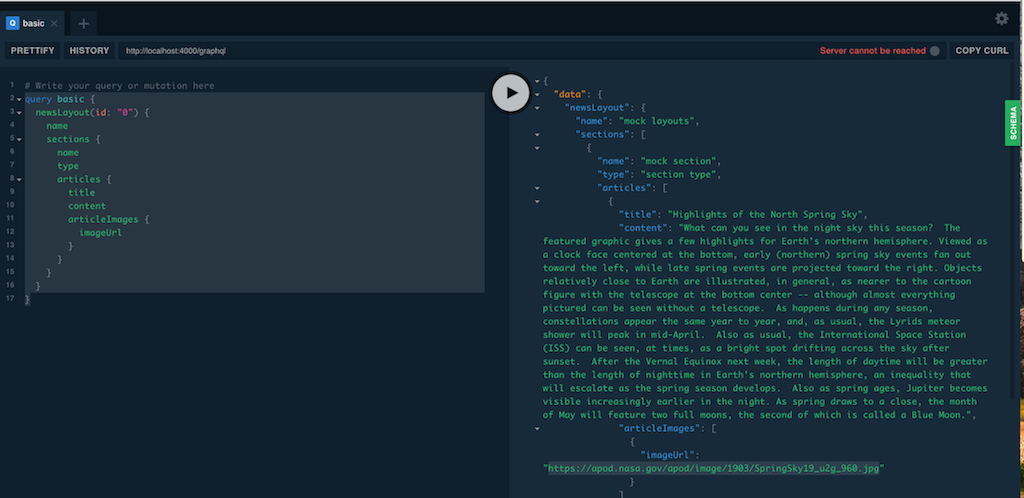 Q basic ×
+
PRETTIFY
HISTORY
http://localhost:4000/graphql
Server cannot be reached
COPY CURL
1 # Write your query or mutation here
2 query basic {
3 newsLayout(id: "0") {
4 name
5 sections {
6 name
7 type
8 articles {
9 title
10 content
11 articleImages {
12 imageUrl
13 }
14 }
15 }
16 }
17 }
{
"data": {
"newsLayout": {
"name": "mock layouts",
"sections": [
{
"name": "mock section",
"type": "section type",
"articles": [
{
"title": "Highlights of the North Spring Sky",
"content": "What can you see in the night sky this season?  The
featured graphic gives a few highlights for Earth's northern hemisphere. Viewed as
a clock face centered at the bottom, early (northern) spring sky events fan out
toward the left, while late spring events are projected toward the right. Objects
relatively close to Earth are illustrated, in general, as nearer to the cartoon
figure with the telescope at the bottom center -- although almost everything
pictured can be seen without a telescope.  As happens during any season,
constellations appear the same year to year, and, as usual, the Lyrids meteor
shower will peak in mid-April.  Also as usual, the International Space Station
(ISS) can be seen, at times, as a bright spot drifting across the sky after
sunset.  After the Vernal Equinox next week, the length of daytime will be greater
than the length of nighttime in Earth's northern hemisphere, an inequality that
will escalate as the spring season develops.  Also as spring ages, Jupiter becomes
visible increasingly earlier in the night. As spring draws to a close, the month
of May will feature two full moons, the second of which is called a Blue Moon.",
"articleImages": [
{
"imageUrl":
"https://apod.nasa.gov/apod/image/1903/SpringSky19_u2g_960.jpg"
}
]
SCHEMA